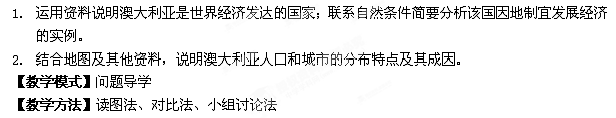 1. 运用资料说明澳大利亚是世界经济发达的国家；联系自然条件简要分析该国因地制宜发展经济
的实例。
2. 结合地图及其他资料，说明澳大利亚人口和城市的分布特点及其成因。
【教学模式】问题导学
【教学方法】读图法、对比法、小组讨论法